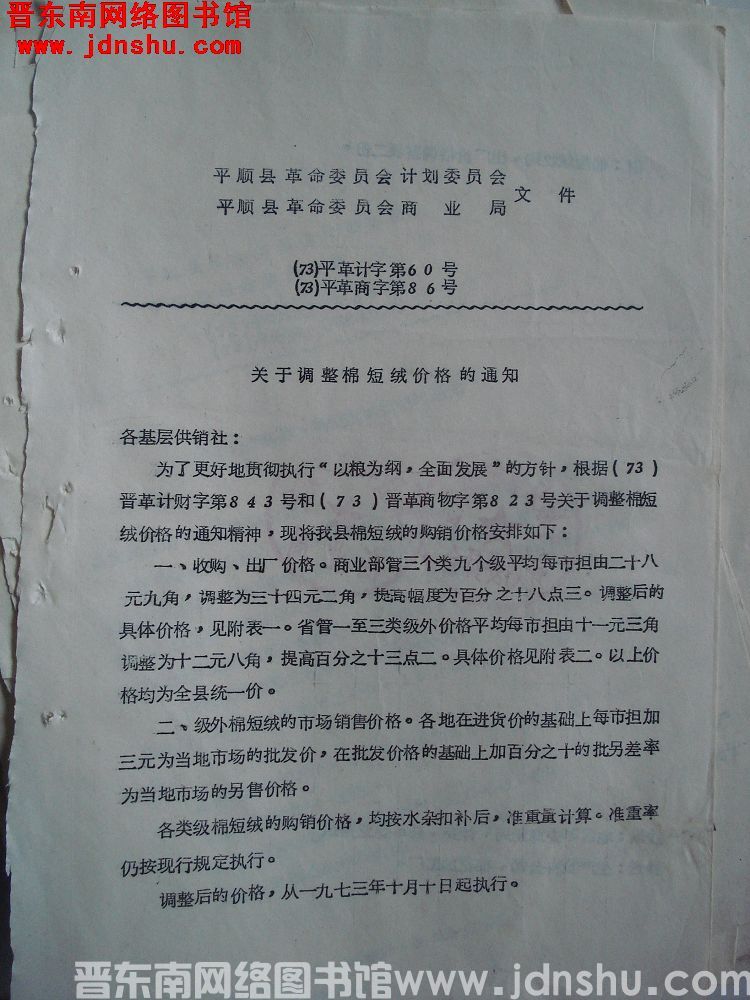 晋东南网络图书馆
www.jdnshu.com
平顺县革命委员会计划委员会
平顺县革命委员会商业局
文件
(73)平革计字第60号
(73)平革商字第86号
关于调整棉短绒价格的通知
各基层供销社：
为了更好地贯彻执行“以粮为纲，全面发展”的方针，根据(73)
晋革计财字第843号和(73)晋革商物字第823号关于调整棉短
绒价格的通知精神，现将我县棉短绒的购销价格安排如下：
一、收购、出厂价格。商业部管三个类九个级平均每市担由二十八
元九角，调整为三十四元二角，提高幅度为百分之十八点三。调整后的
具体价格，见附表一。省管一至三类级外价格平均每市担由十一元三角
调整为十二元八角，提高百分之十三点二。具体价格见附表二。以上价
格均为全县统一价。
二、级外棉短绒的市场销售价格。各地在进货价的基础上每市担加
三元为当地市场的批发价，在批发价格的基础上加百分之十的批另差率
为当地市场的另售价格。
各类级棉短绒的购销价格，均按水杂扣补后，准重量计算。准重率
仍按现行规定执行。
调整后的价格，从一九七三年十月十日起执行。
晋东南网络图书馆www.jdnshu.com